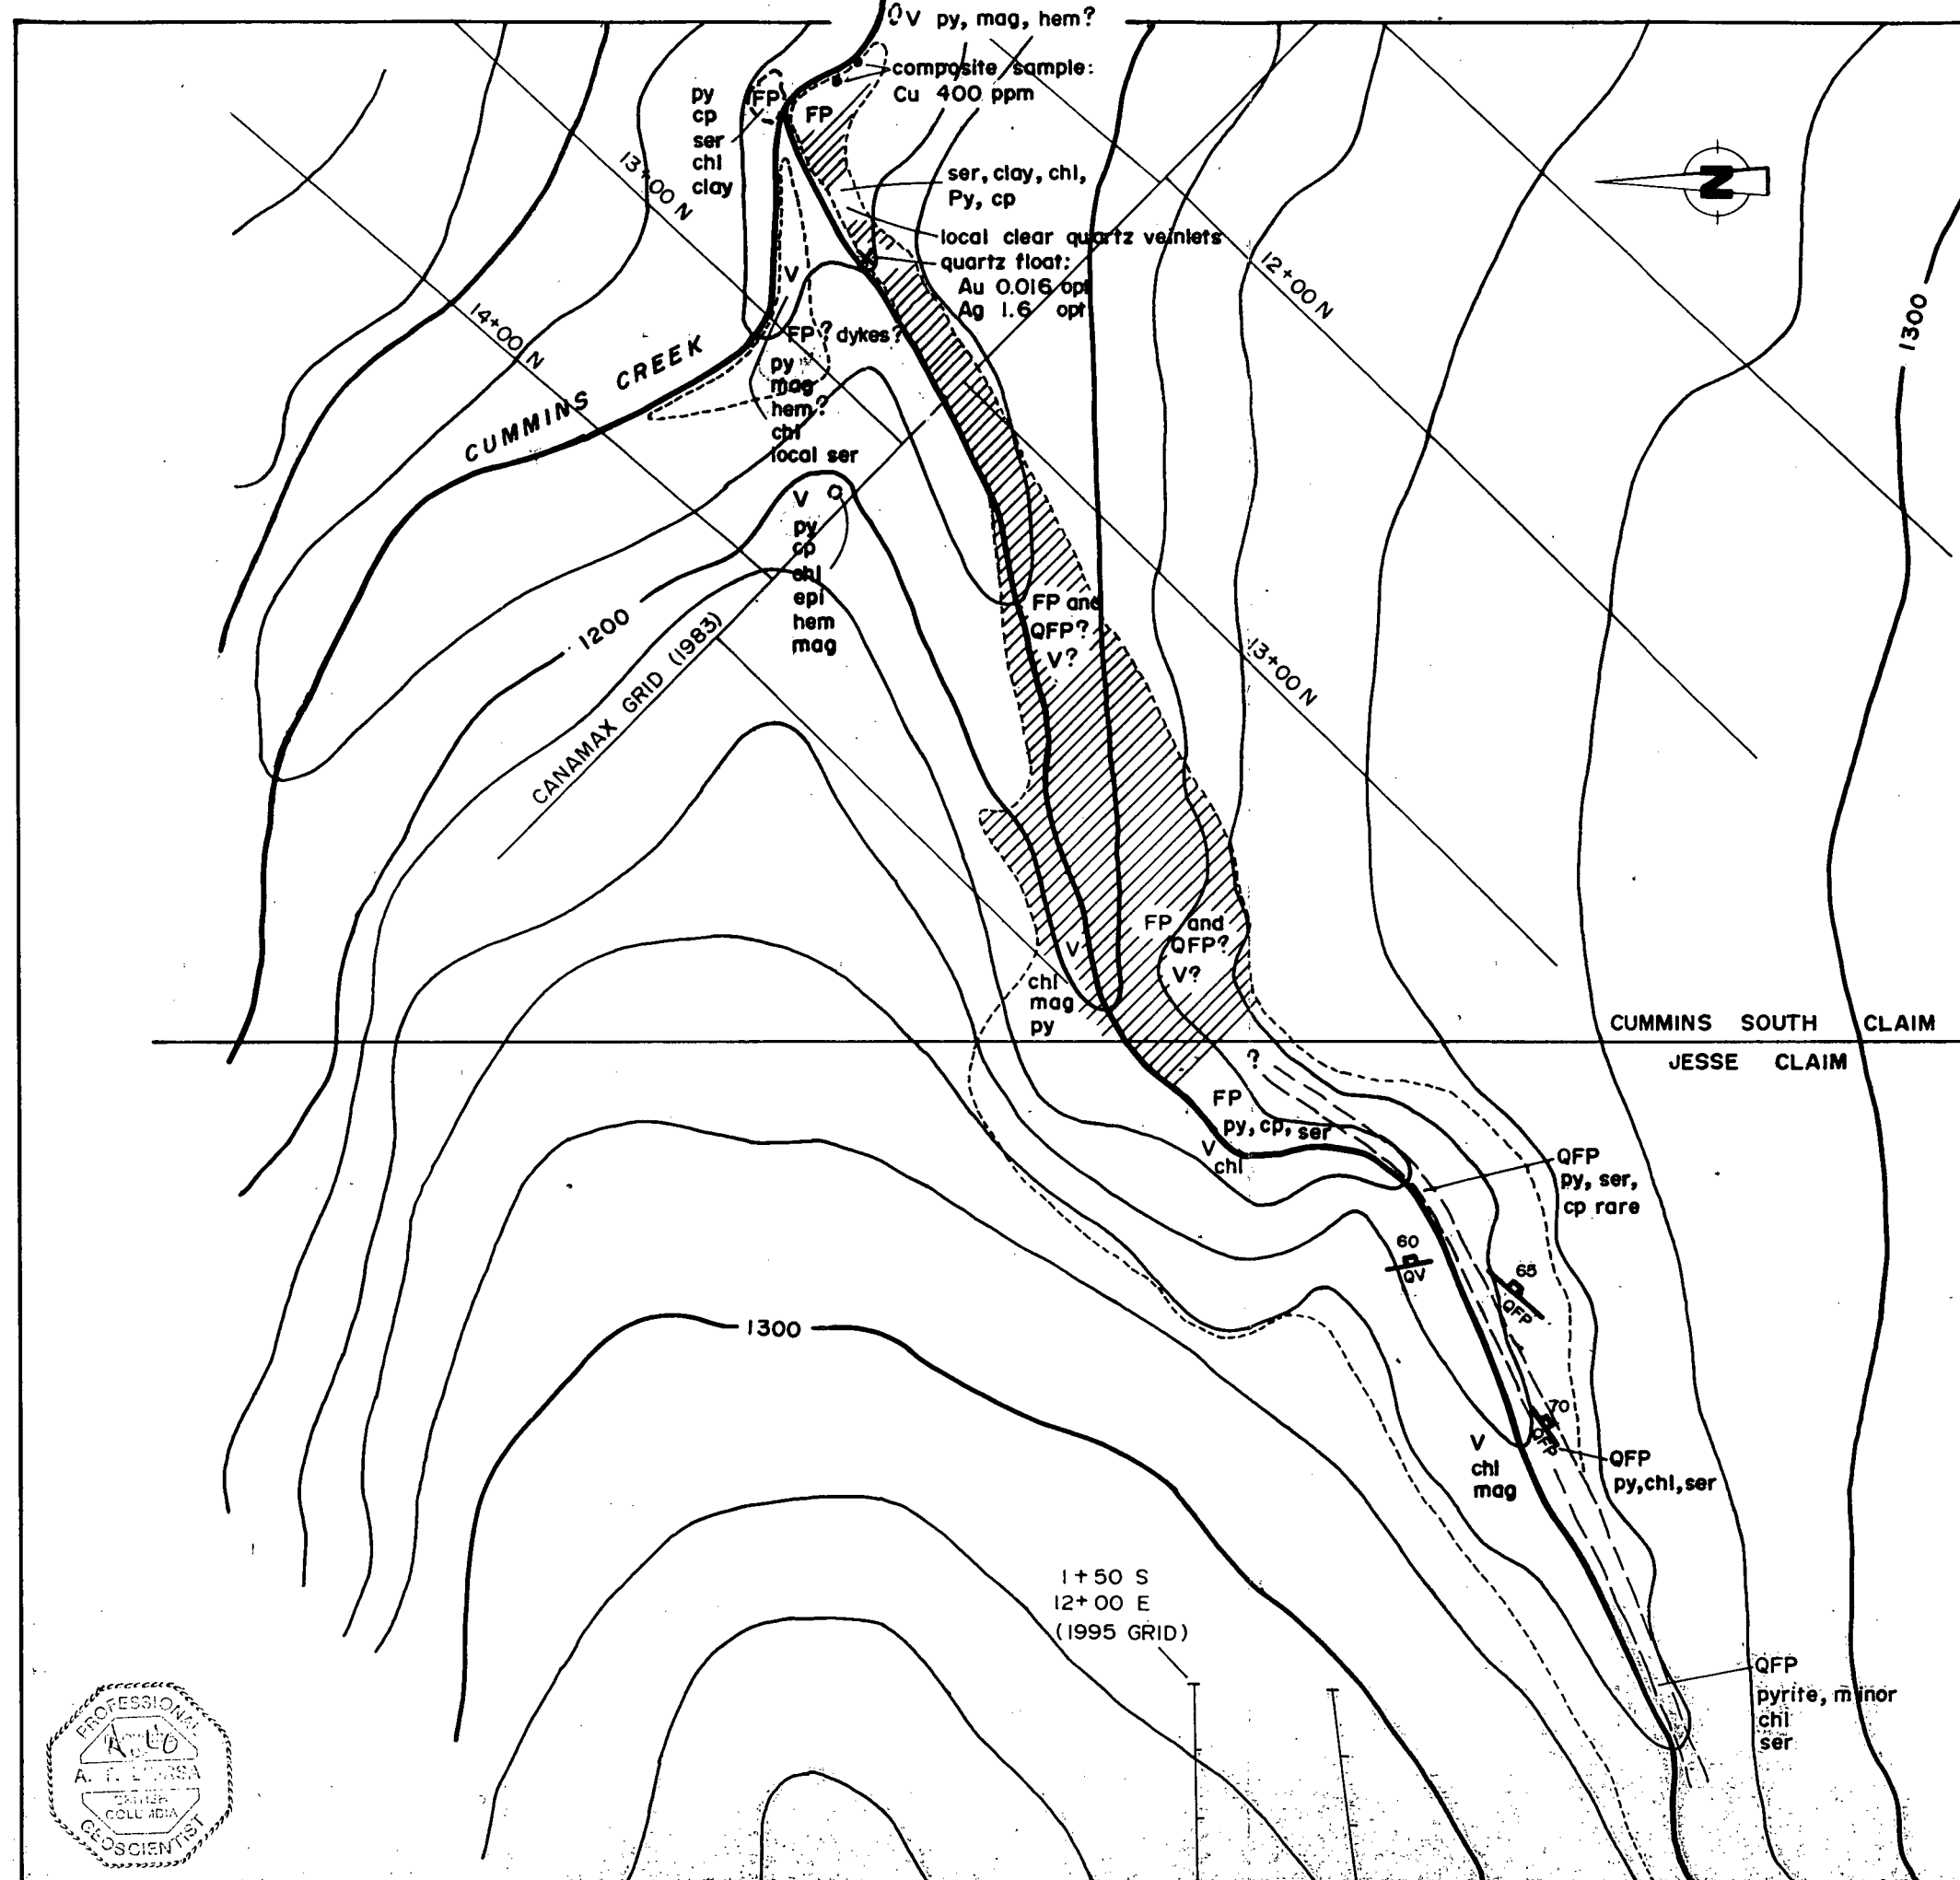 V py, mag, hem?
composite sample:
Cu 400 ppm
py
cp
ser
chl
clay
FP
FP
ser, clay, chl,
Py, cp
local clear quartz veinlets
quartz float:
Au 0.016 opt
Ag 1.6 opt
N
13+00 N
12+00 N
14+00 N
1300
V
FP? dykes?
py
mag
hem?
chl
local ser
CUMMINS CREEK
V
py
cp
chl
epi
hem
mag
1200
CANAMAX GRID (1983)
FP and
QFP?
V?
13+00 N
FP and
QFP?
V?
V
chl
mag
py
CUMMINS SOUTH CLAIM
JESSE CLAIM
?
FP
py, cp, ser
V
chl
QFP
py, ser,
cp rare
60
QV
65
QFP
1300
70
QFP
V
chl
mag
QFP
py,chl,ser
1+50 S
12+00 E
(1995 GRID)
QFP
pyrite, minor
chl
ser
PROFESSIONAL
A. T.
COLUMBIA
GEOSCIENTIST